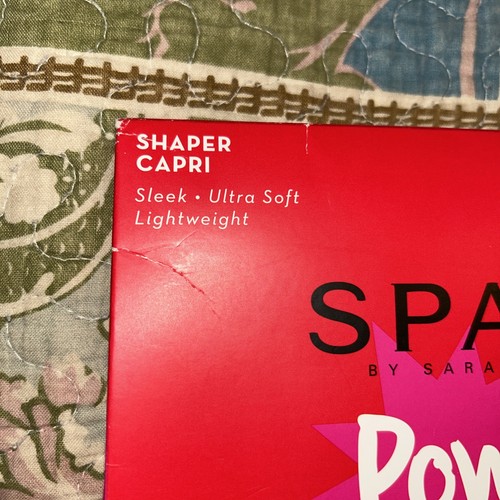 SHAPER
CAPRI
Sleek • Ultra Soft
Lightweight
SPA
BY SARA
POW